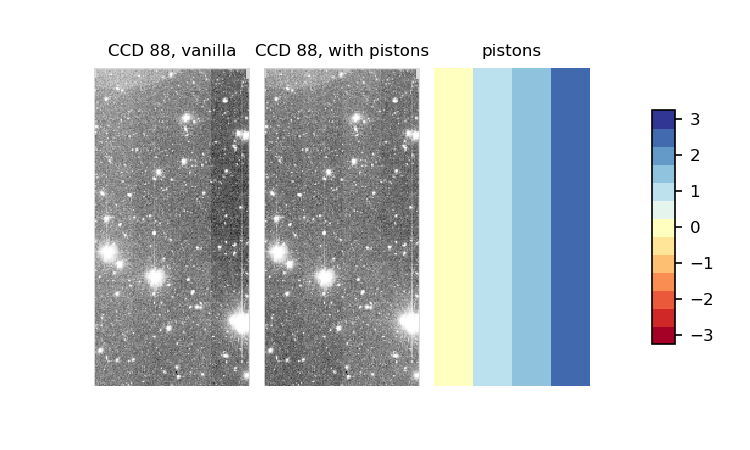 CCD 88, vanilla
CCD 88, with pistons
pistons
3
2
1
0
−1
−2
−3